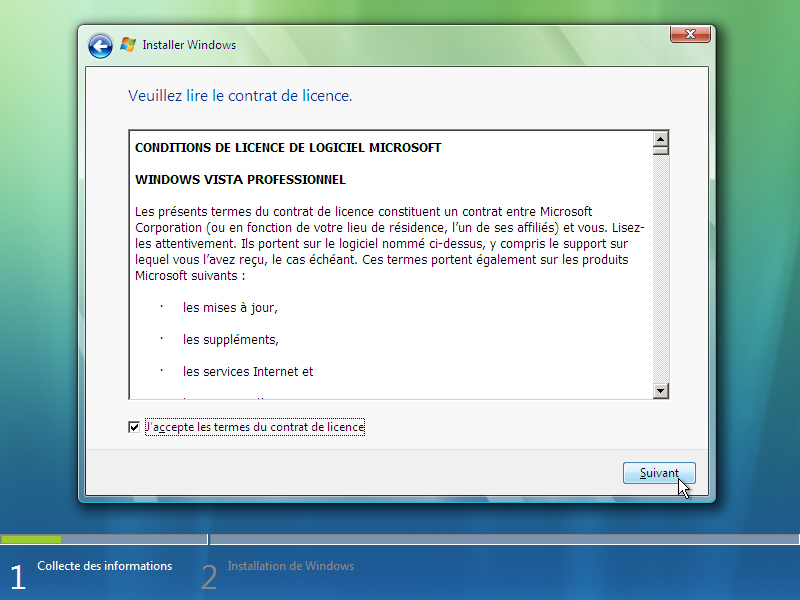 Installer Windows
Veuillez lire le contrat de licence.
CONDITIONS DE LICENCE DE LOGICIEL MICROSOFT
WINDOWS VISTA PROFESSIONNEL
Les présents termes du contrat de licence constituent un contrat entre Microsoft
Corporation (ou en fonction de votre lieu de résidence, l’un de ses affiliés) et vous. Lisez-
les attentivement. Ils portent sur le logiciel nommé ci-dessus, y compris le support sur
lequel vous l’avez reçu, le cas échéant. Ces termes portent également sur les produits
Microsoft suivants :
· les mises à jour,
· les suppléments,
· les services Internet et
J'accepte les termes du contrat de licence
Suivant
1 Collecte des informations
2 Installation de Windows